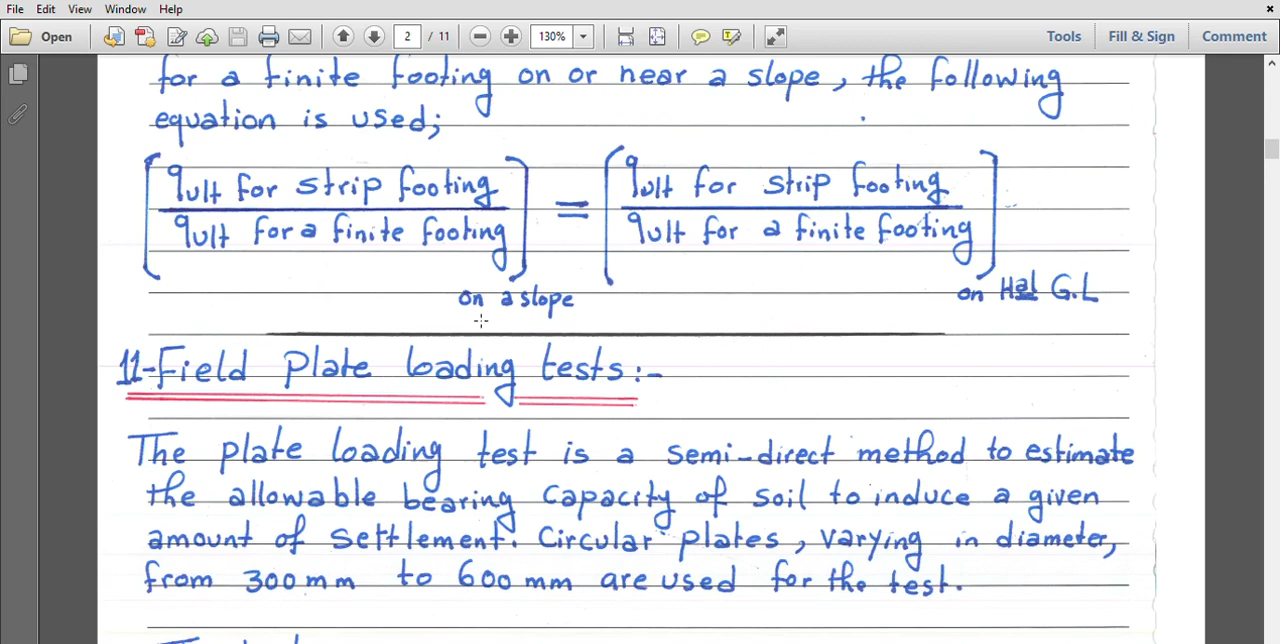 File Edit View Window Help
Open 2 / 11 130% Tools Fill & Sign Comment
for a finite footing on or near a slope, the following
equation is used;
[qult for strip footing / qult for a finite footing] on a slope = [qult for strip footing / qult for a finite footing] on Hal G.L
11-Field Plate loading tests:-
The plate loading test is a semi-direct method to estimate
the allowable bearing capacity of soil to induce a given
amount of settlement. Circular plates, varying in diameter,
from 300mm to 600mm are used for the test.